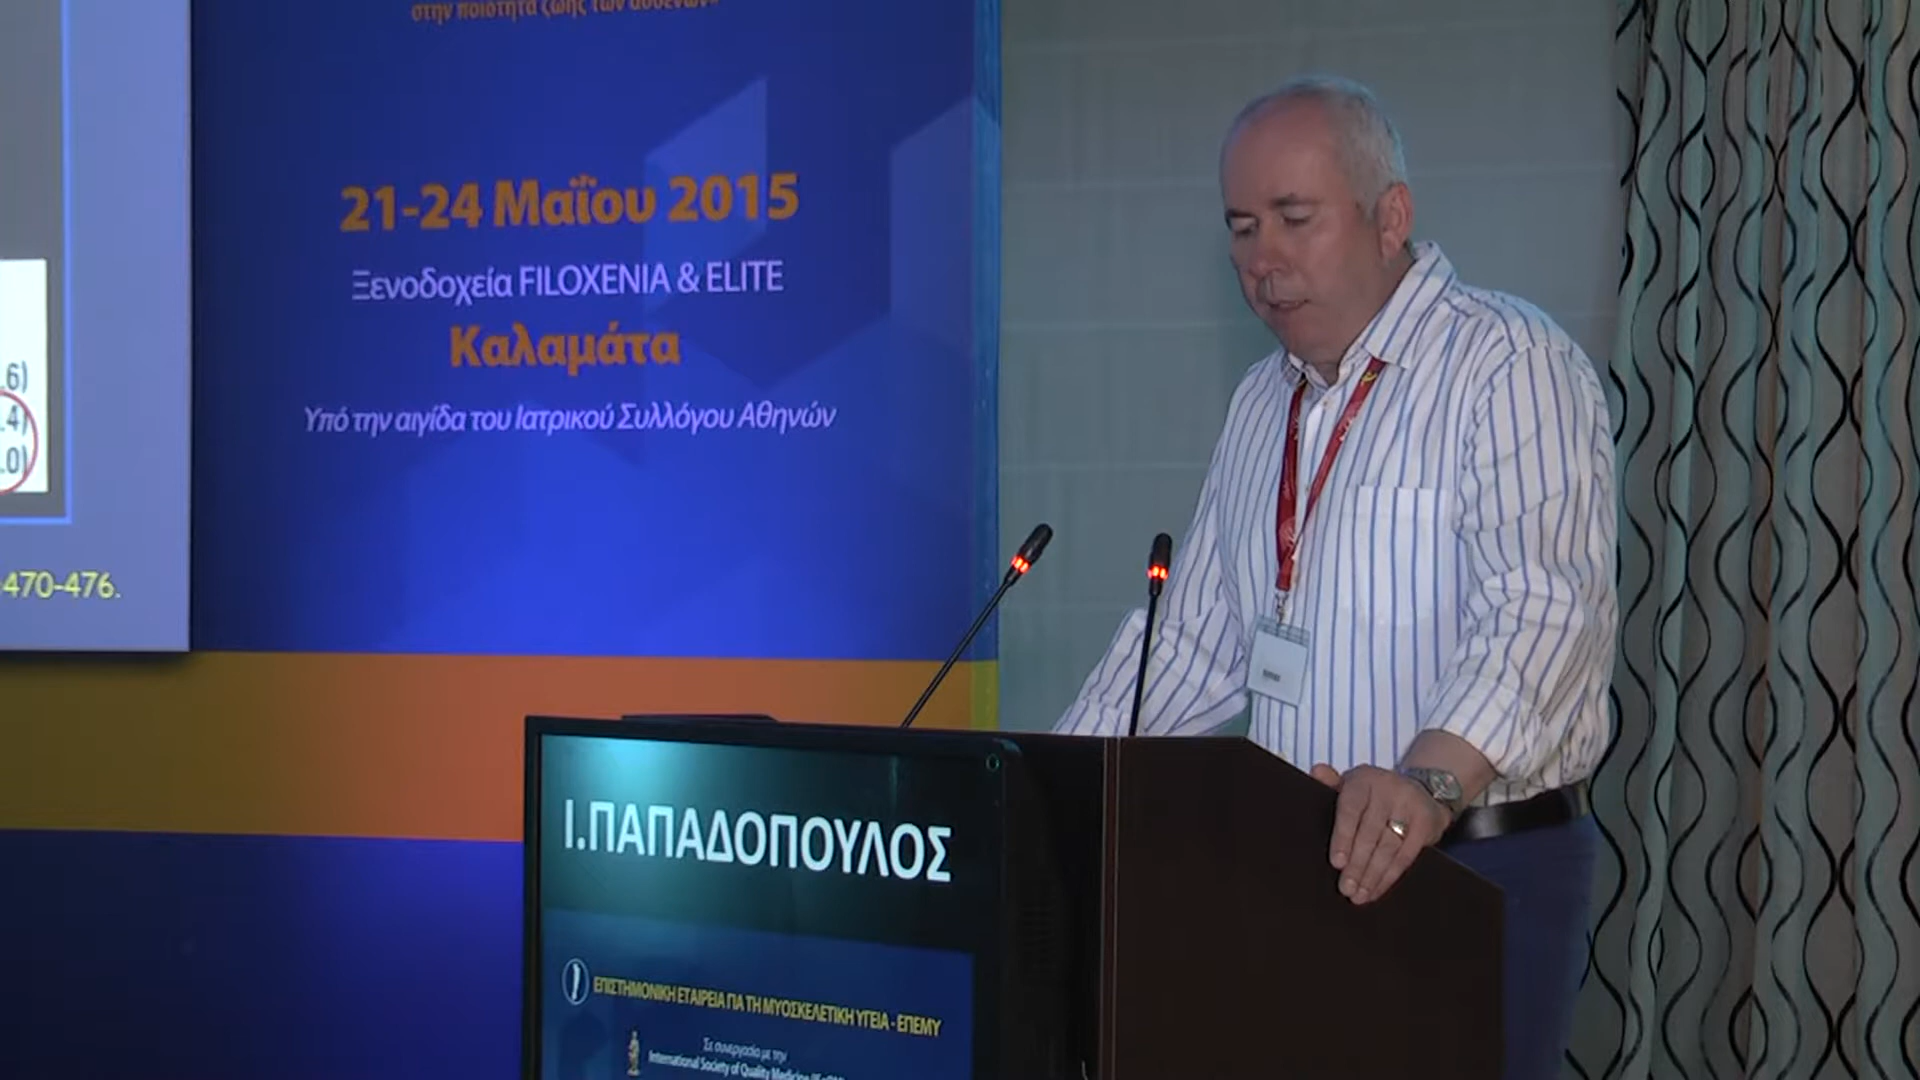 στην ποιότητα ζωής των ασθενών»
21-24 Μαΐου 2015
Ξενοδοχεία FILOXENIA & ELITE
Καλαμάτα
Υπό την αιγίδα του Ιατρικού Συλλόγου Αθηνών
.6)
.4)
.0)
470-476.
Ι.ΠΑΠΑΔΟΠΟΥΛΟΣ
ΕΠΙΣΤΗΜΟΝΙΚΗ ΕΤΑΙΡΕΙΑ ΓΙΑ ΤΗ ΜΥΟΣΚΕΛΕΤΙΚΗ ΥΓΕΙΑ - ΕΠΕΜΥ
Σε συνεργασία με την
International Society of Quality Medicine